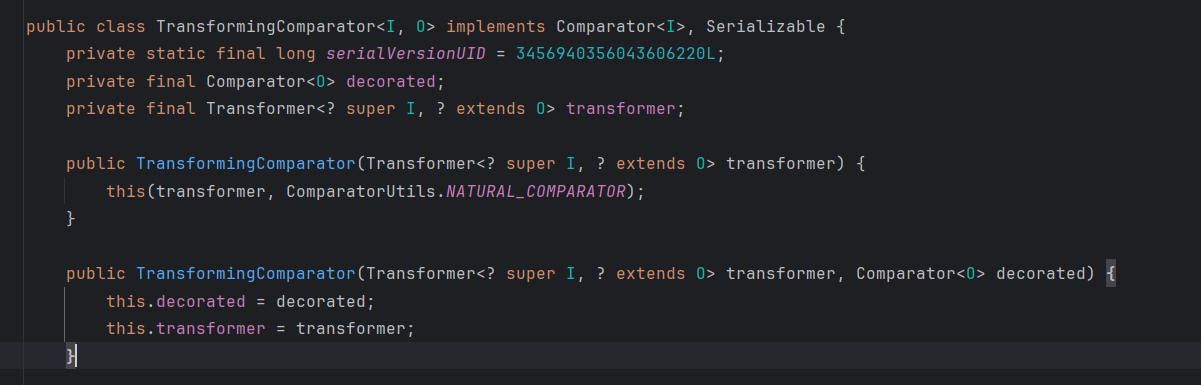 public class TransformingComparator<I, O> implements Comparator<I>, Serializable {
private static final long serialVersionUID = 3456940356043606220L;
private final Comparator<O> decorated;
private final Transformer<? super I, ? extends O> transformer;
public TransformingComparator(Transformer<? super I, ? extends O> transformer) {
this(transformer, ComparatorUtils.NATURAL_COMPARATOR);
}
public TransformingComparator(Transformer<? super I, ? extends O> transformer, Comparator<O> decorated) {
this.decorated = decorated;
this.transformer = transformer;
}